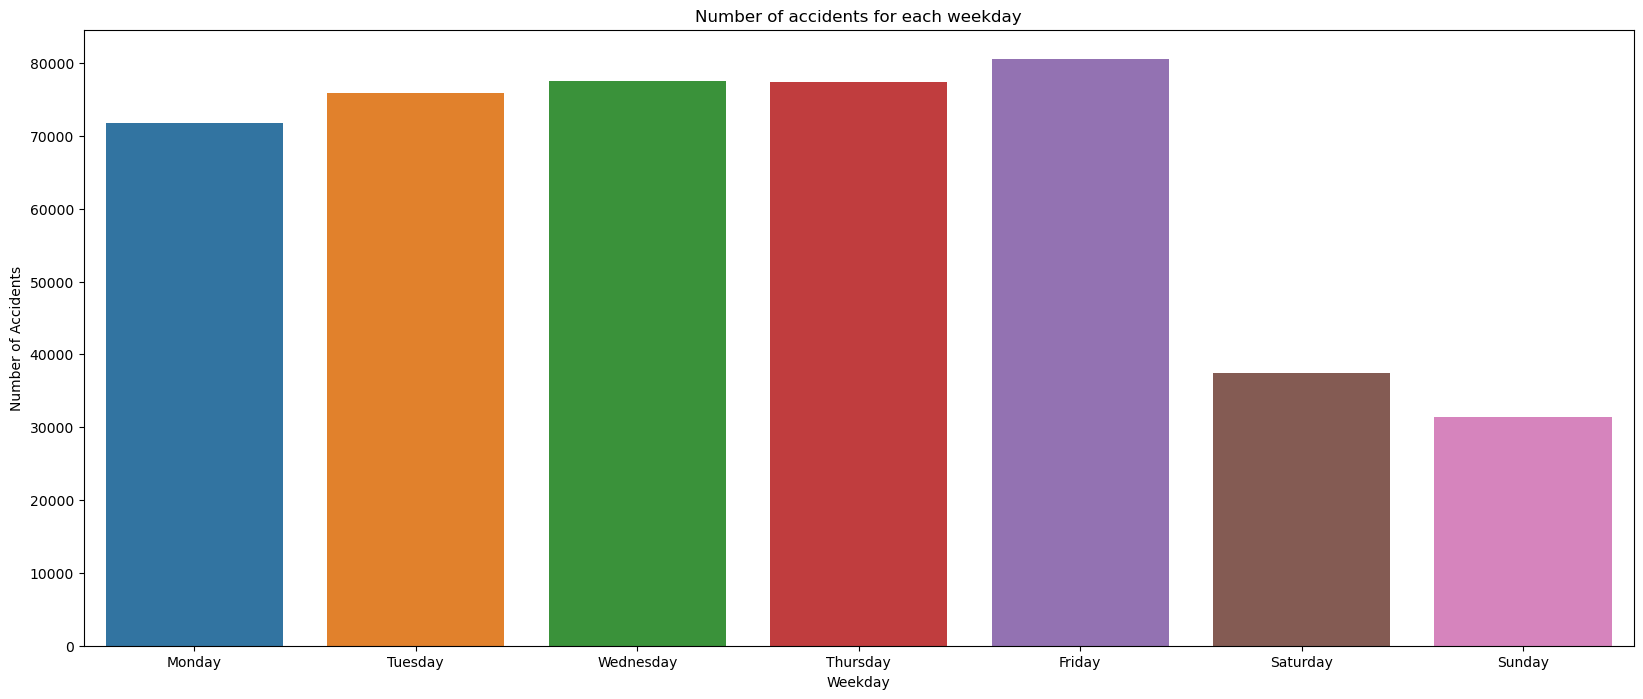 Number of accidents for each weekday
Number of Accidents
80000
70000
60000
50000
40000
30000
20000
10000
0
Monday Tuesday Wednesday Thursday Friday Saturday Sunday
Weekday